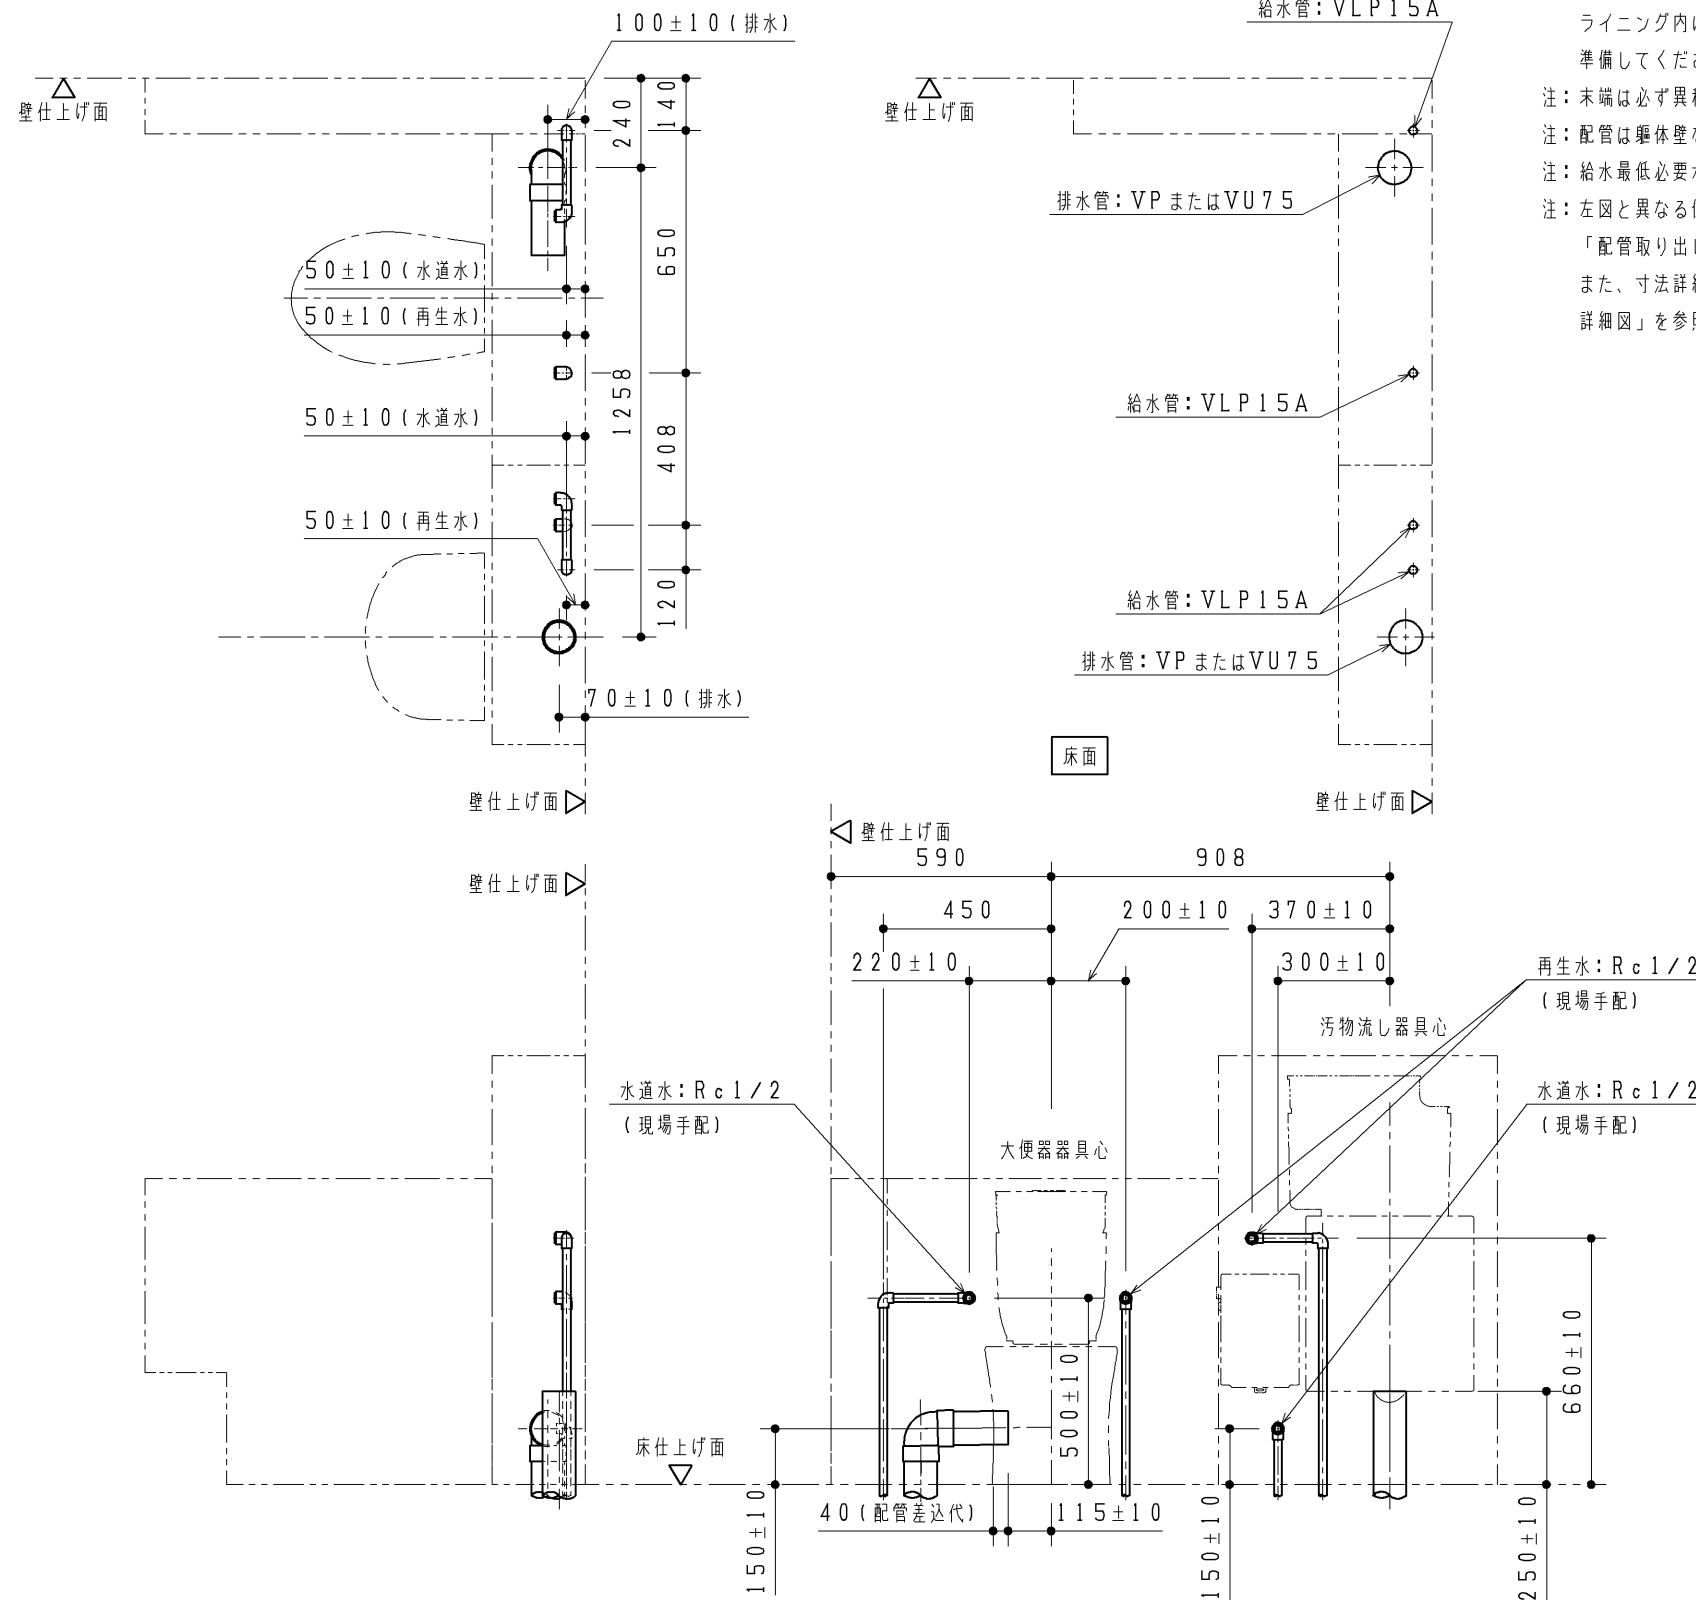 100±10(排水)
壁仕上げ面
240
140
650
50±10(水道水)
50±10(再生水)
1258
50±10(水道水)
408
50±10(再生水)
120
70±10(排水)
壁仕上げ面
給水管:VLP15A
壁仕上げ面
排水管:VPまたはVU75
給水管:VLP15A
給水管:VLP15A
排水管:VPまたはVU75
床面
壁仕上げ面
ライニング内
準備してくだ
注:末端は必ず異
注:配管は躯体壁
注:給水最低必要
注:左図と異なる
「配管取り出し
また、寸法詳細
詳細図」を参照
壁仕上げ面
壁仕上げ面
590
908
450
200±10
370±10
220±10
300±10
再生水:Rc1/2
(現場手配)
汚物流し器具心
水道水:Rc1/2
(現場手配)
水道水:Rc1/2
(現場手配)
大便器器具心
500±10
660±10
床仕上げ面
150±10
40(配管差込代)
115±10
150±10
250±10